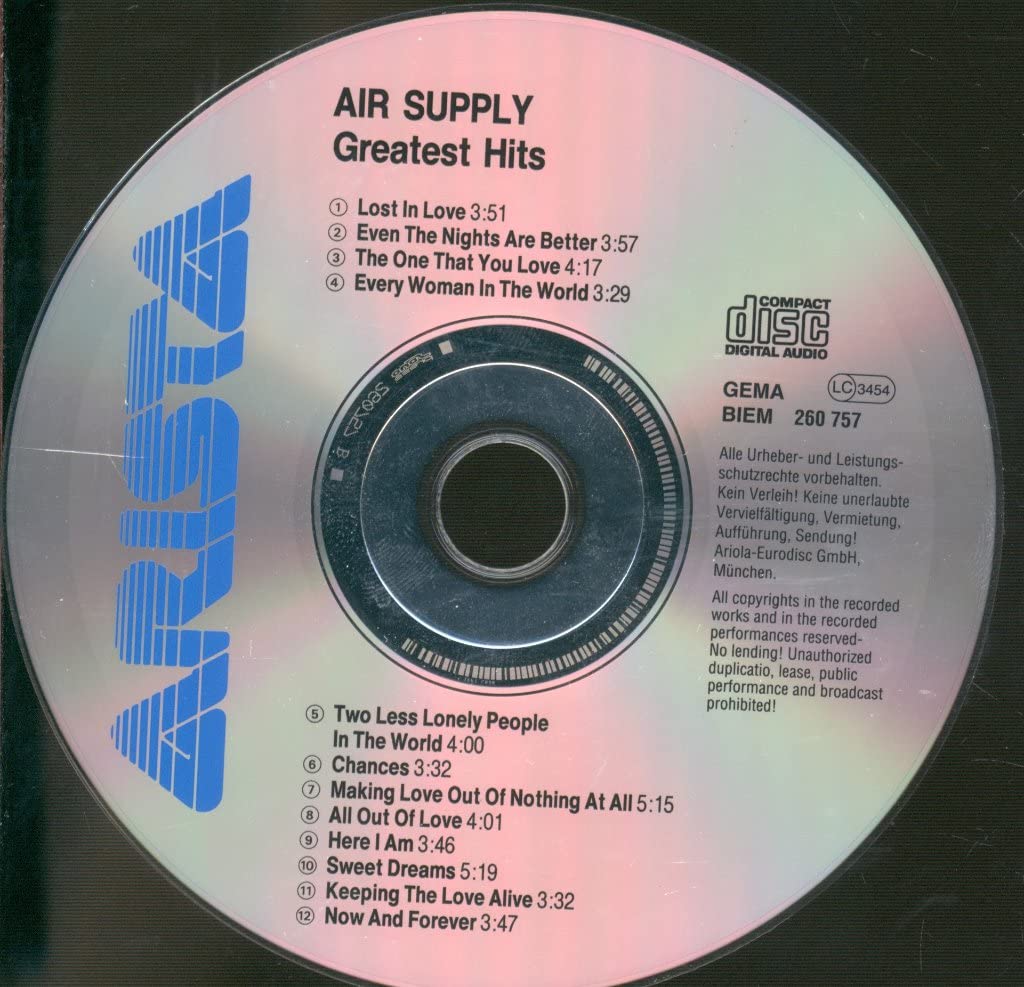 AIR SUPPLY
Greatest Hits
① Lost In Love 3:51
② Even The Nights Are Better 3:57
③ The One That You Love 4:17
④ Every Woman In The World 3:29
ARISTA
COMPACT
disc
DIGITAL AUDIO
GEMA LC 3454
BIEM 260 757
Alle Urheber- und Leistungs-
schutzrechte vorbehalten.
Kein Verleih! Keine unerlaubte
Vervielfältigung, Vermietung,
Aufführung, Sendung!
Ariola-Eurodisc GmbH,
München.
All copyrights in the recorded
works and in the recorded
performances reserved-
No lending! Unauthorized
duplicatio, lease, public
performance and broadcast
prohibited!
⑤ Two Less Lonely People
In The World 4:00
⑥ Chances 3:32
⑦ Making Love Out Of Nothing At All 5:15
⑧ All Out Of Love 4:01
⑨ Here I Am 3:46
⑩ Sweet Dreams 5:19
⑪ Keeping The Love Alive 3:32
⑫ Now And Forever 3:47